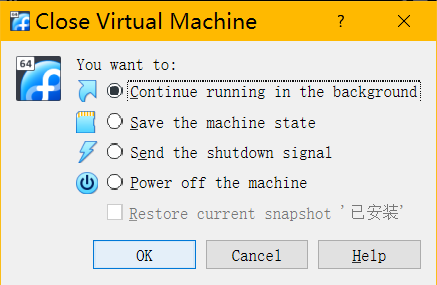 Close Virtual Machine
64
You want to:
Continue running in the background
Save the machine state
Send the shutdown signal
Power off the machine
Restore current snapshot '已安装'
OK
Cancel
Help